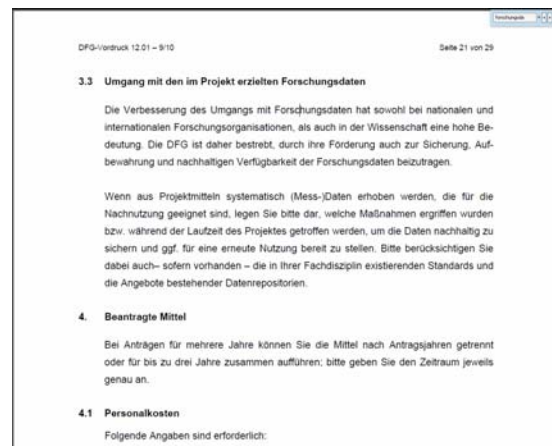 Forschungsda
DFG-Vordruck 12.01 – 9/10 Seite 21 von 29
3.3 Umgang mit den im Projekt erzielten Forschungsdaten
Die Verbesserung des Umgangs mit Forschungsdaten hat sowohl bei nationalen und
internationalen Forschungsorganisationen, als auch in der Wissenschaft eine hohe Be-
deutung. Die DFG ist daher bestrebt, durch ihre Förderung auch zur Sicherung, Auf-
bewahrung und nachhaltigen Verfügbarkeit der Forschungsdaten beizutragen.
Wenn aus Projektmitteln systematisch (Mess-)Daten erhoben werden, die für die
Nachnutzung geeignet sind, legen Sie bitte dar, welche Maßnahmen ergriffen wurden
bzw. während der Laufzeit des Projektes getroffen werden, um die Daten nachhaltig zu
sichern und ggf. für eine erneute Nutzung bereit zu stellen. Bitte berücksichtigen Sie
dabei auch– sofern vorhanden – die in Ihrer Fachdisziplin existierenden Standards und
die Angebote bestehender Datenrepositorien.
4. Beantragte Mittel
Bei Anträgen für mehrere Jahre können Sie die Mittel nach Antragsjahren getrennt
oder für bis zu drei Jahre zusammen aufführen; bitte geben Sie den Zeitraum jeweils
genau an.
4.1 Personalkosten
Folgende Angaben sind erforderlich: